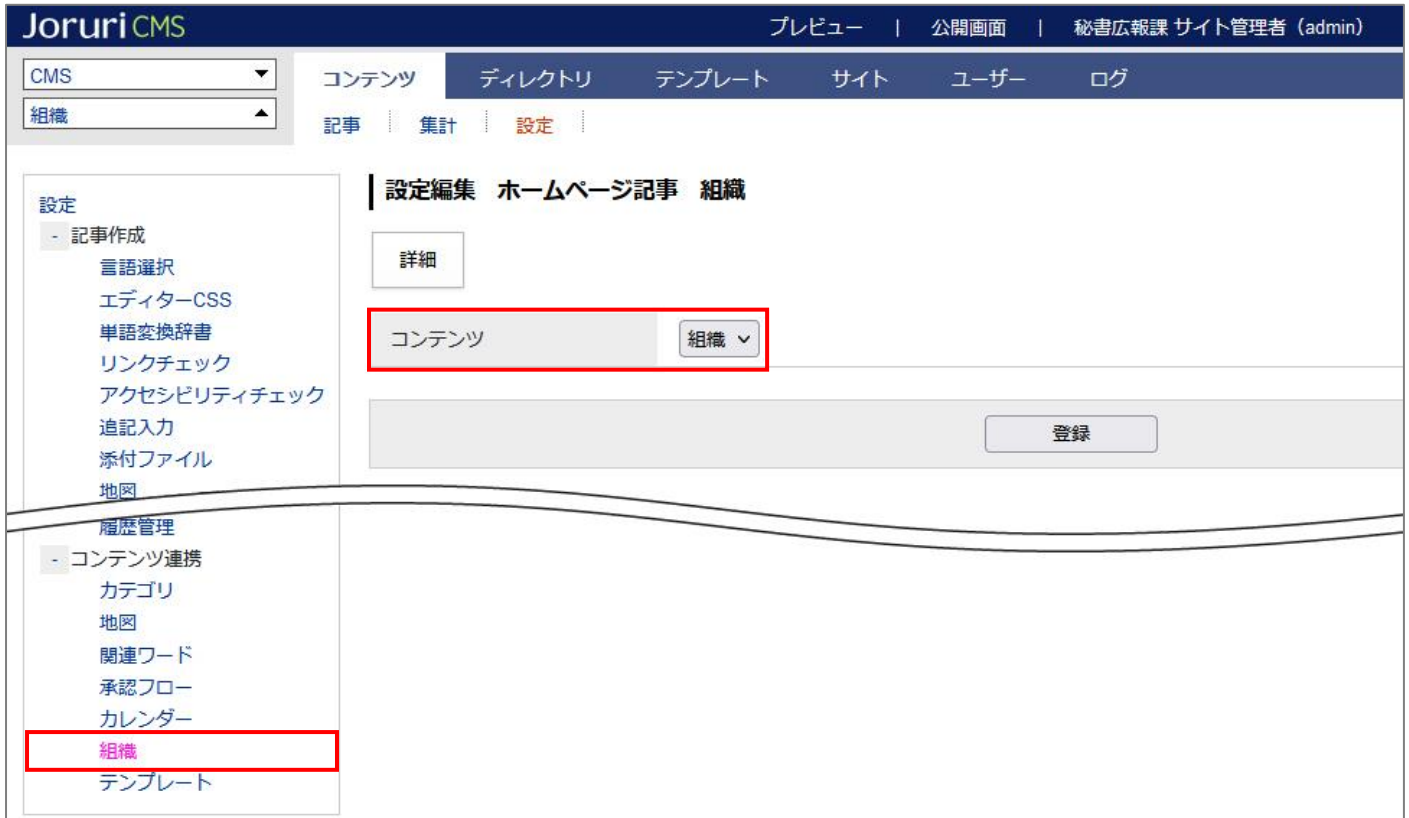 Joruri CMS
プレビュー | 公開画面 | 秘書広報課 サイト管理者（admin）
CMS
組織
コンテンツ ディレクトリ テンプレート サイト ユーザー ログ
記事 集計 設定
設定
- 記事作成
言語選択
エディターCSS
単語変換辞書
リンクチェック
アクセシビリティチェック
追記入力
添付ファイル
地図
履歴管理
- コンテンツ連携
カテゴリ
地図
関連ワード
承認フロー
カレンダー
組織
テンプレート
設定編集　ホームページ記事　組織
詳細
コンテンツ 組織
登録